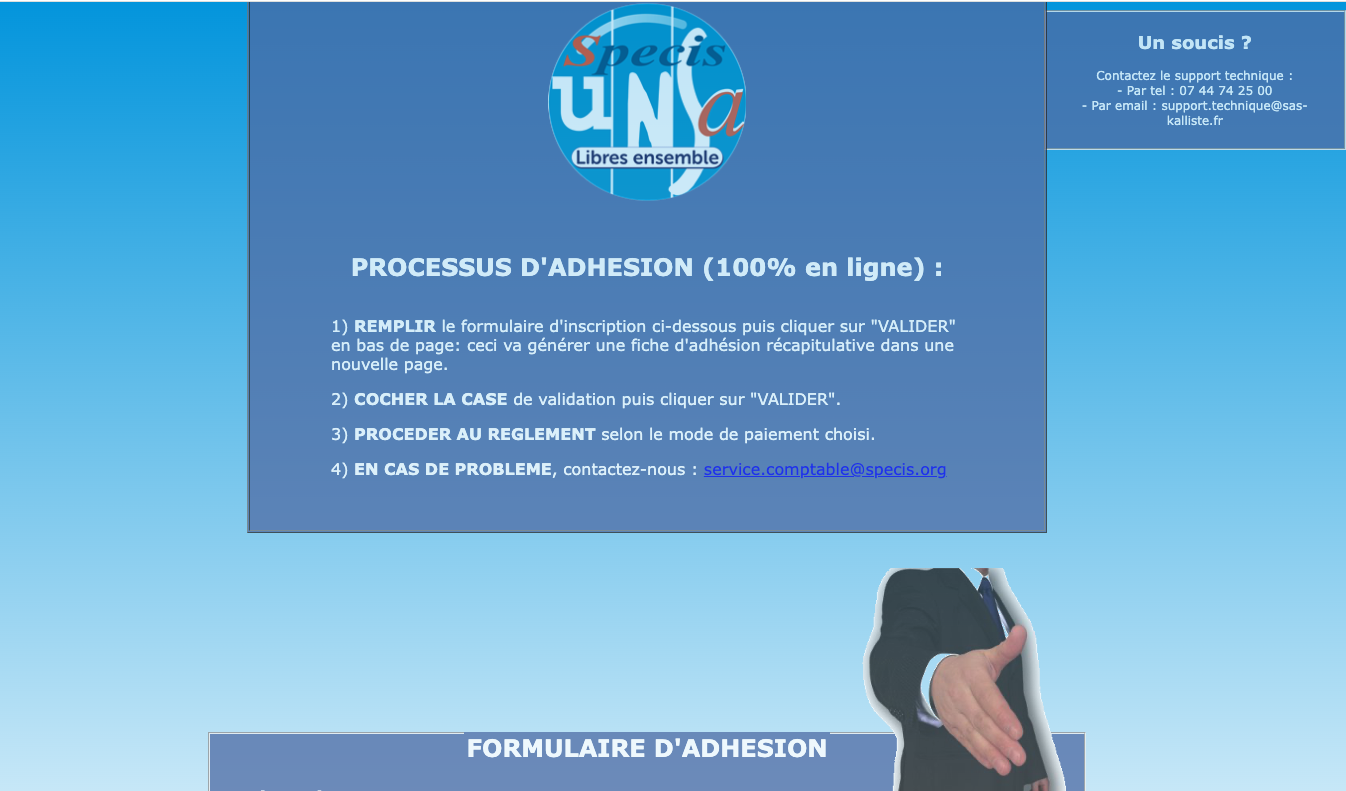 Specis
UNSa
Libres ensemble
Un soucis ?
Contactez le support technique :
- Par tel : 07 44 74 25 00
- Par email : support.technique@sas-
kalliste.fr
PROCESSUS D'ADHESION (100% en ligne) :
1) REMPLIR le formulaire d'inscription ci-dessous puis cliquer sur "VALIDER"
en bas de page: ceci va générer une fiche d'adhésion récapitulative dans une
nouvelle page.
2) COCHER LA CASE de validation puis cliquer sur "VALIDER".
3) PROCEDER AU REGLEMENT selon le mode de paiement choisi.
4) EN CAS DE PROBLEME, contactez-nous : service.comptable@specis.org
FORMULAIRE D'ADHESION